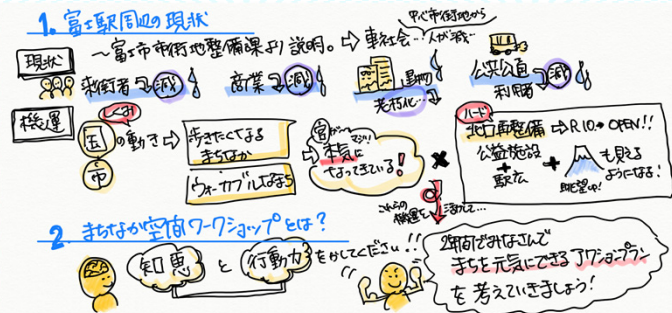 1. 富士駅周辺の現状
現状
～富士市市街地整備課より説明。⇨車社会…
中心市街地から
人が減…
来街者 減
商業 減
建物
老朽化…
公共交通
利用者 減
機運
しくみ
国の動き⇨
市
歩きたくなる
まちなか
ウォーカブルなまち
官が…
マジ!!
本気に
なってきている!
×
ハード
北口再整備 ⇨R10.→OPEN!!
公益施設
+
駅広
+
も見える
ようになる!
眺望中!
これらの
機運を
活かして…
2. まちなか空間ワークショップとは?
知恵 と 行動力 をかしてください!!
2年間でみなさんで
まちを元気にできるアクションプラン
を考えていきましょう!